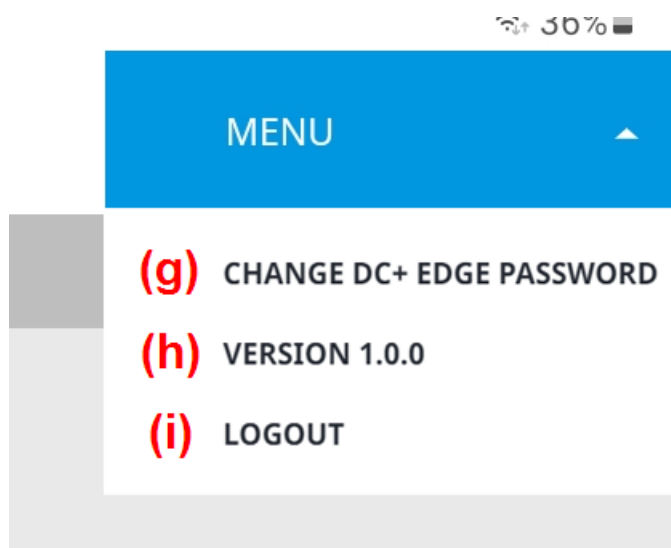 36%
MENU
(g) CHANGE DC+ EDGE PASSWORD
(h) VERSION 1.0.0
(i) LOGOUT